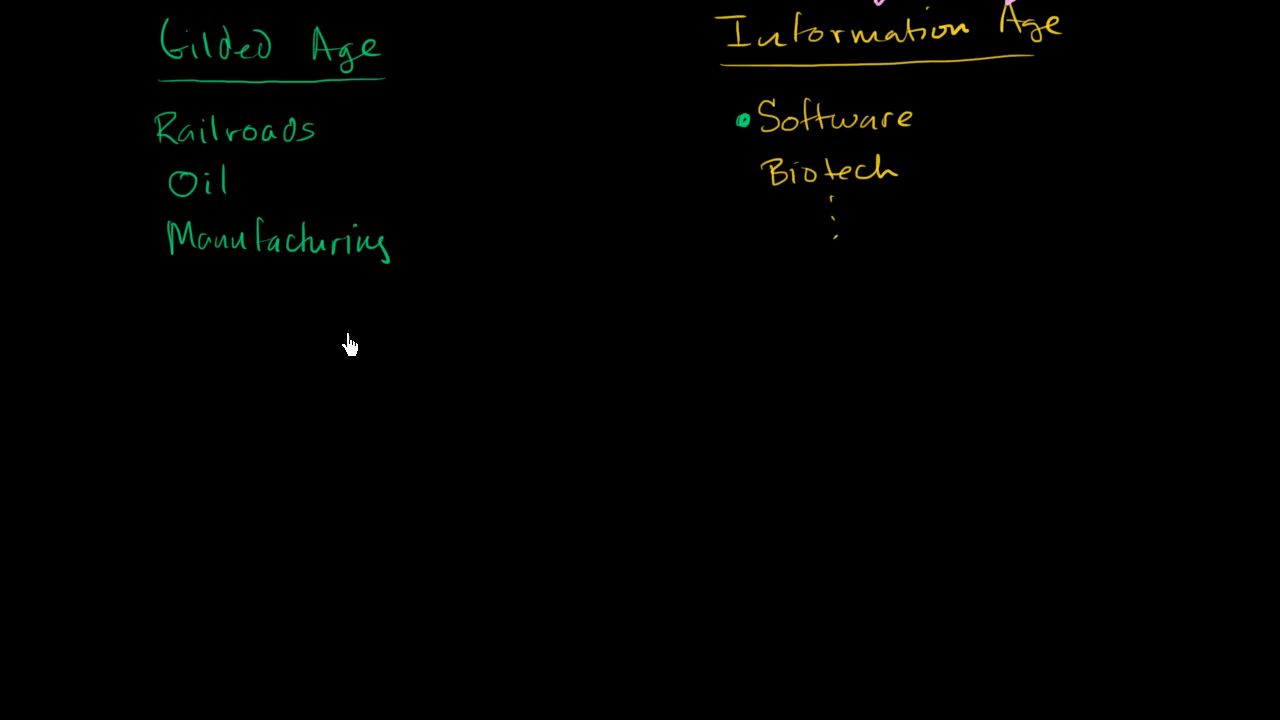 Gilded Age
Railroads
Oil
Manufacturing
Information Age
Software
Biotech